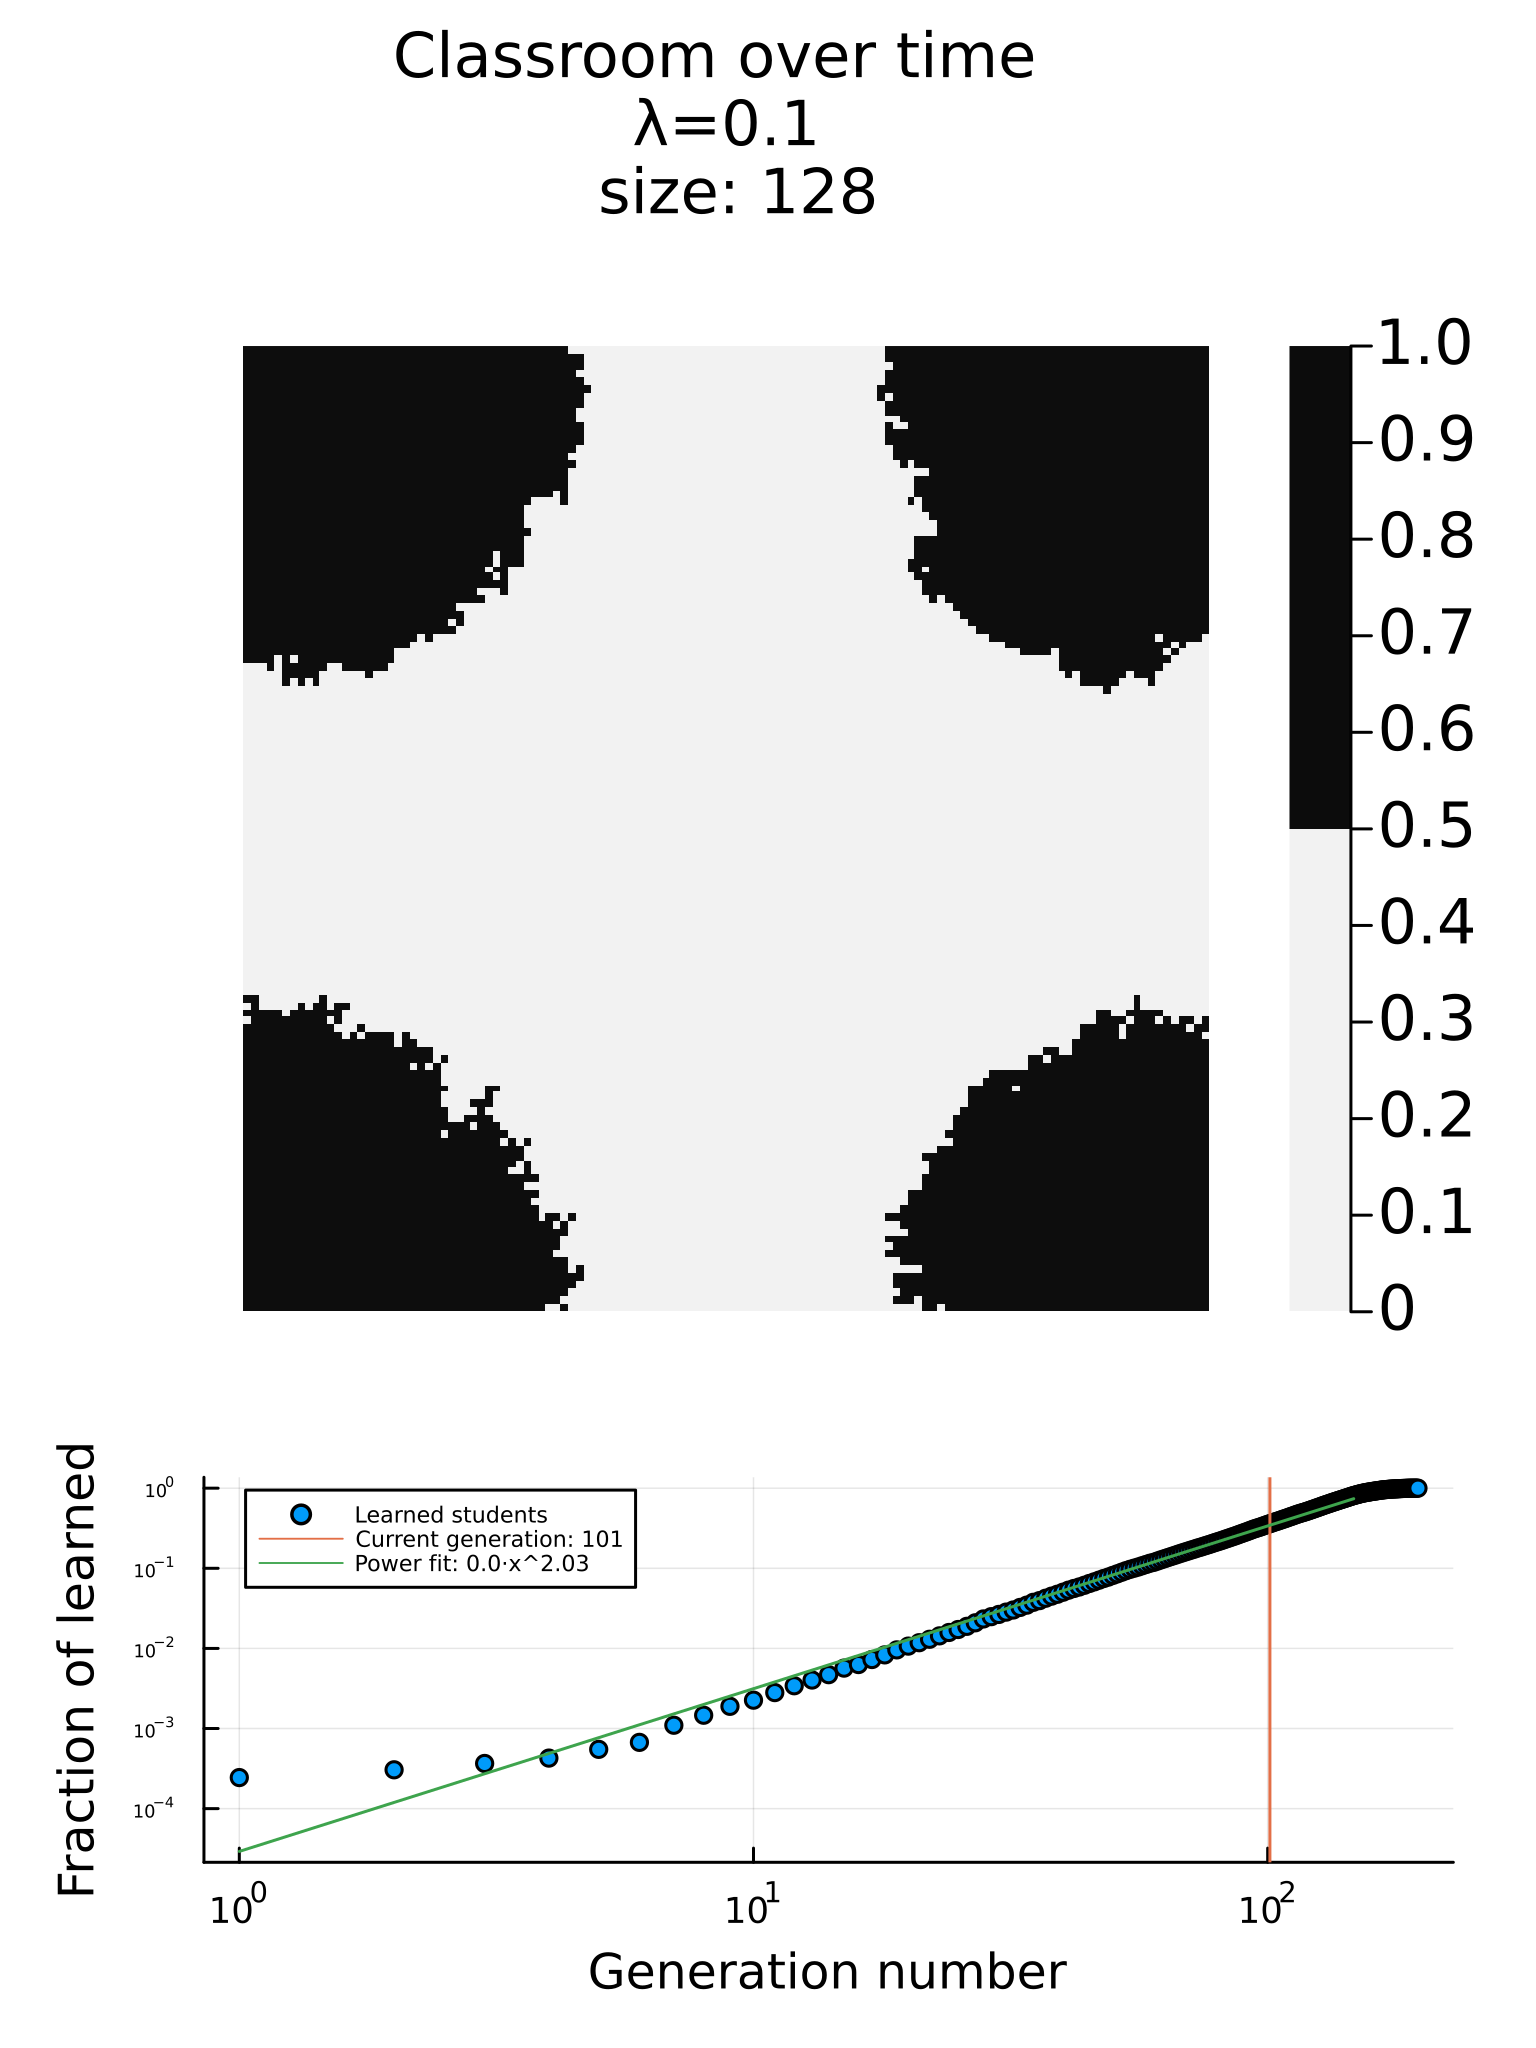 Classroom over time
λ=0.1
size: 128
1.0
0.9
0.8
0.7
0.6
0.5
0.4
0.3
0.2
0.1
0
Fraction of learned
10^0
10^-1
10^-2
10^-3
10^-4
Learned students
Current generation: 101
Power fit: 0.0·x^2.03
10^0 10^1 10^2
Generation number